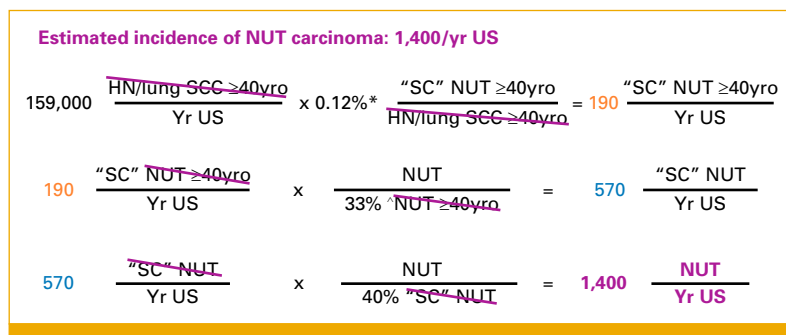 Estimated incidence of NUT carcinoma: 1,400/yr US
HN/lung SCC ≥40yro “SC” NUT ≥40yro “SC” NUT ≥40yro
159,000 x 0.12%* = 190
Yr US HN/lung SCC ≥40yro Yr US
“SC” NUT ≥40yro NUT “SC” NUT
190 x = 570
Yr US 33% ^NUT ≥40yro Yr US
“SC” NUT NUT NUT
570 x = 1,400
Yr US 40% “SC” NUT Yr US